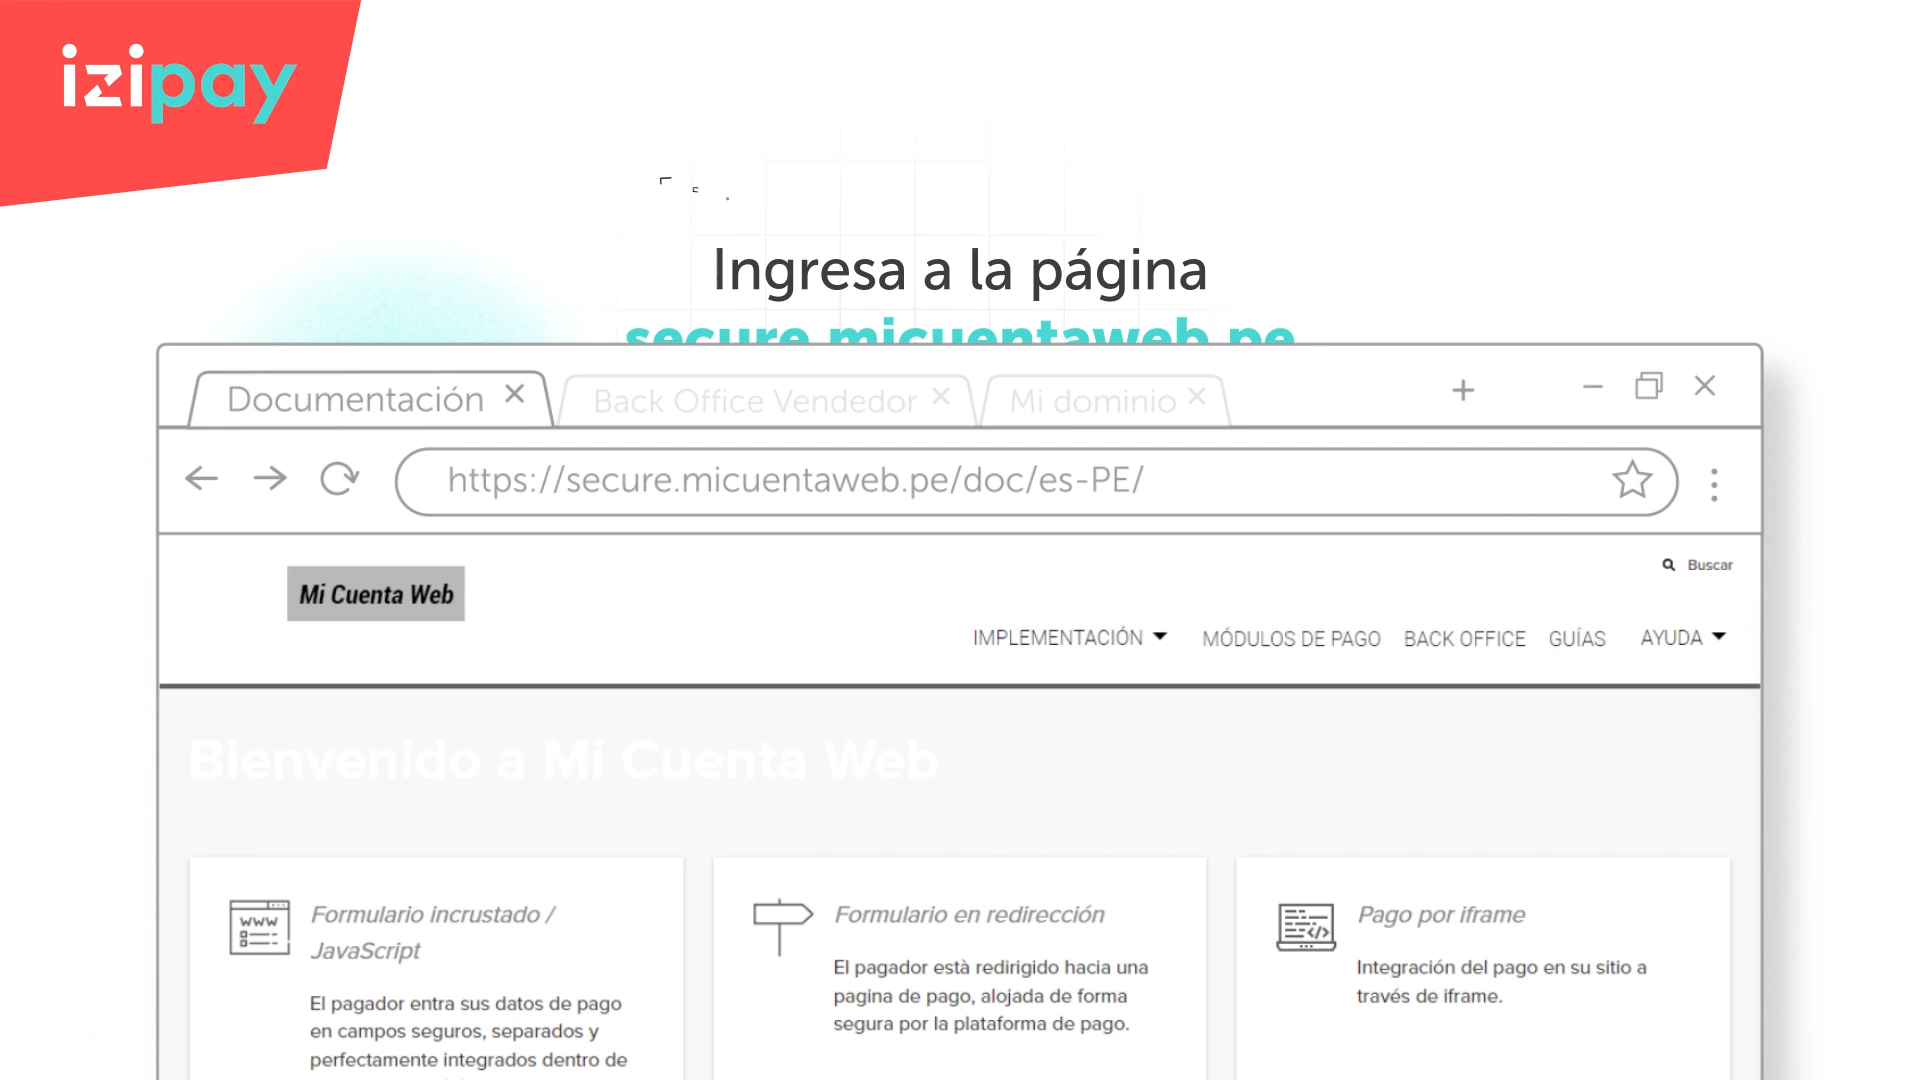 izipay
Ingresa a la página
secure.micuentaweb.pe
Documentación
Back Office Vendedor
Mi dominio
https://secure.micuentaweb.pe/doc/es-PE/
Buscar
Mi Cuenta Web
IMPLEMENTACIÓN
MÓDULOS DE PAGO
BACK OFFICE
GUÍAS
AYUDA
Bienvenido a Mi Cuenta Web
www
Formulario incrustado /
JavaScript
El pagador entra sus datos de pago
en campos seguros, separados y
perfectamente integrados dentro de
Formulario en redirección
El pagador està redirigido hacia una
pagina de pago, alojada de forma
segura por la plataforma de pago.
Pago por iframe
Integración del pago en su sitio a
través de iframe.